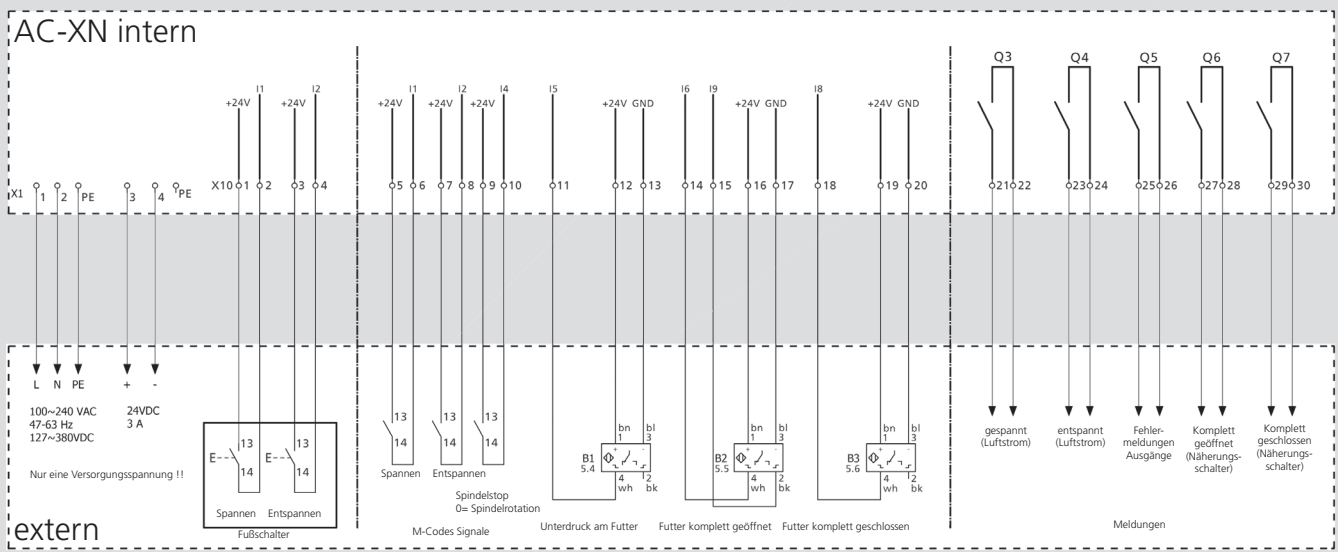 AC-XN intern
Q3 Q4 Q5 Q6 Q7
I1 I2 I1 I2 I4 I5 I6 I9 I8
+24V +24V +24V +24V +24V +24V GND +24V GND +24V GND
X1 1 2 PE 3 4 PE X10 1 2 3 4 5 6 7 8 9 10 11 12 13 14 15 16 17 18 19 20 21 22 23 24 25 26 27 28 29 30
L N PE + -
100~240 VAC
47-63 Hz
127~380VDC
24VDC
3 A
Nur eine Versorgungsspannung !!
E 13
14
E 13
14
Spannen Entspannen
Fußschalter
13
14
13
14
13
14
Spannen Entspannen
Spindelstop
0= Spindelrotation
M-Codes Signale
bn bl
1 3
B1
5.4
+ -
4 2
wh bk
Unterdruck am Futter
bn bl
1 3
B2
5.5
+ -
4 2
wh bk
Futter komplett geöffnet
bn bl
1 3
B3
5.6
+ -
4 2
wh bk
Futter komplett geschlossen
gespannt
(Luftstrom)
entspannt
(Luftstrom)
Fehler-
meldungen
Ausgänge
Komplett
geöffnet
(Näherungs-
schalter)
Komplett
geschlossen
(Näherungs-
schalter)
Meldungen
extern